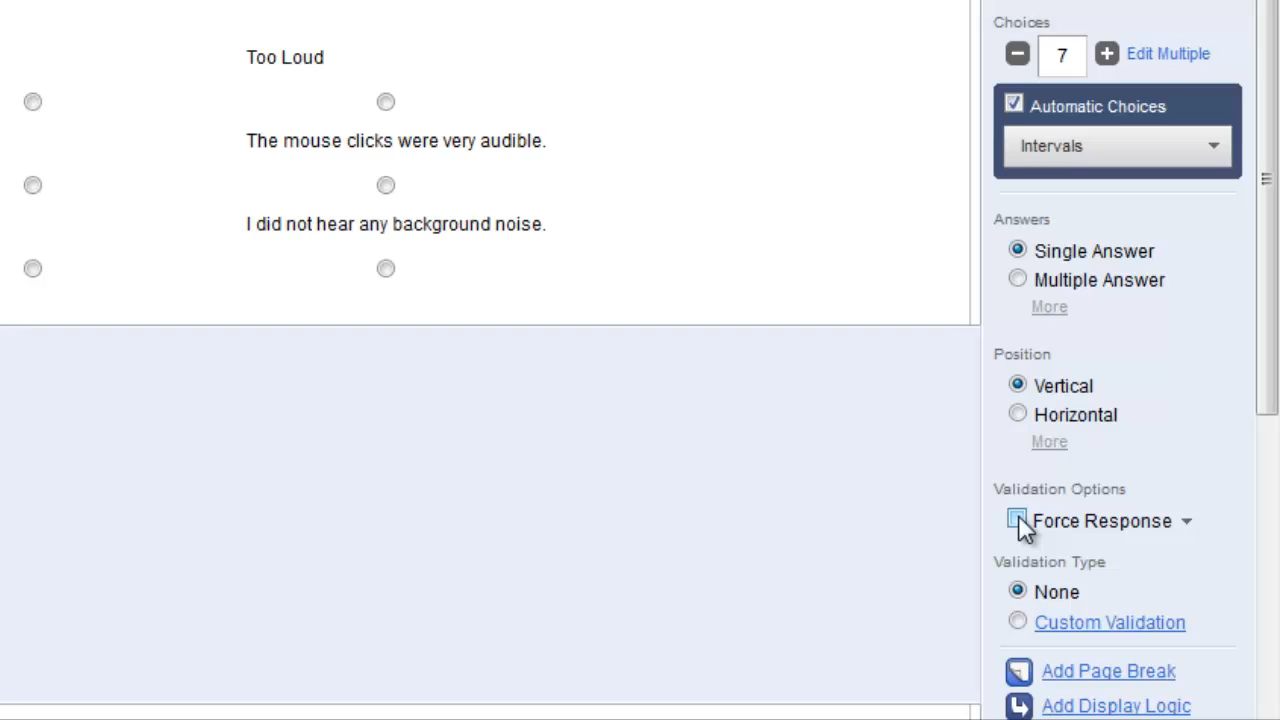 Too Loud
The mouse clicks were very audible.
I did not hear any background noise.
Choices
7 Edit Multiple
Automatic Choices
Intervals
Answers
Single Answer
Multiple Answer
More
Position
Vertical
Horizontal
More
Validation Options
Force Response
Validation Type
None
Custom Validation
Add Page Break
Add Display Logic